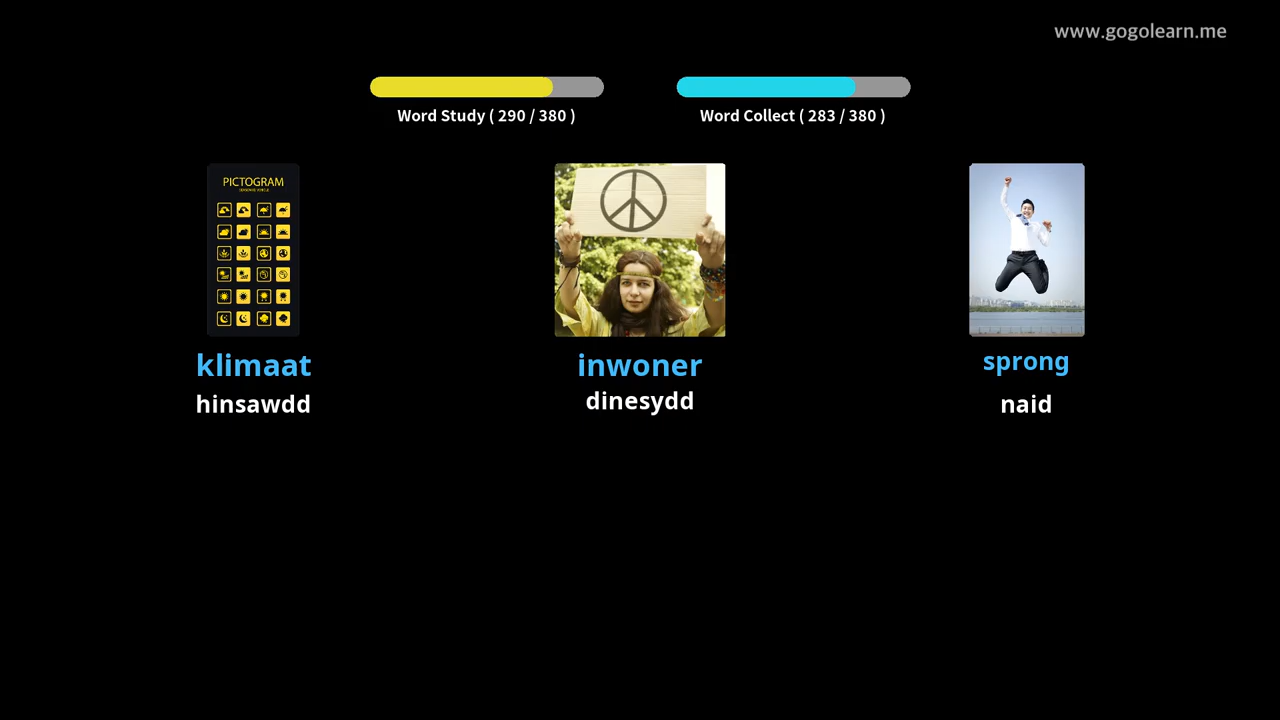 www.gogolearn.me
Word Study ( 290 / 380 )
Word Collect ( 283 / 380 )
PICTOGRAM
klimaat
inwoner
sprong
hinsawdd
dinesydd
naid